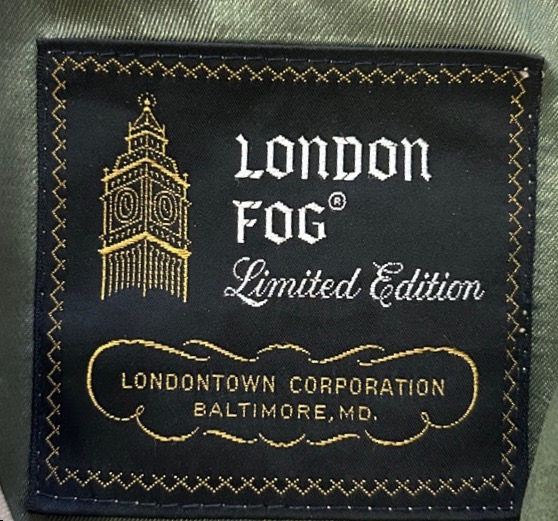 LONDON
FOG®
Limited Edition
LONDONTOWN CORPORATION
BALTIMORE, MD.